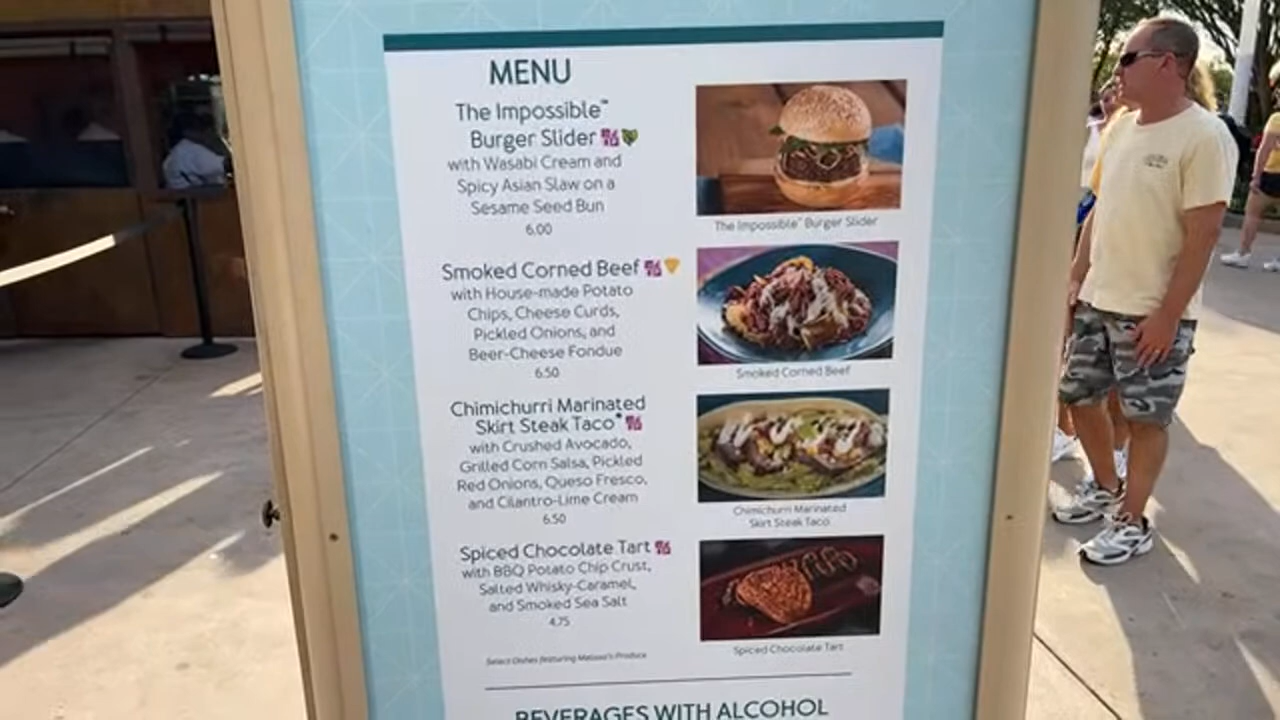 MENU
The Impossible™
Burger Slider
with Wasabi Cream and
Spicy Asian Slaw on a
Sesame Seed Bun
6.00
The Impossible™ Burger Slider
Smoked Corned Beef
with House-made Potato
Chips, Cheese Curds,
Pickled Onions, and
Beer-Cheese Fondue
6.50
Smoked Corned Beef
Chimichurri Marinated
Skirt Steak Taco*
with Crushed Avocado,
Grilled Corn Salsa, Pickled
Red Onions, Queso Fresco,
and Cilantro-Lime Cream
6.50
Chimichurri Marinated
Skirt Steak Taco
Spiced Chocolate Tart
with BBQ Potato Chip Crust,
Salted Whisky-Caramel,
and Smoked Sea Salt
4.75
Spiced Chocolate Tart
Select Dishes featuring Melissa's Produce
BEVERAGES WITH ALCOHOL